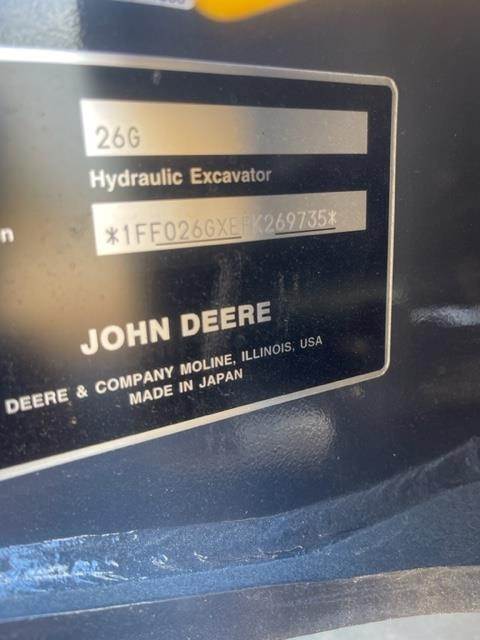 26G
Hydraulic Excavator
n
JOHN DEERE
DEERE & COMPANY MOLINE, ILLINOIS, USA
MADE IN JAPAN